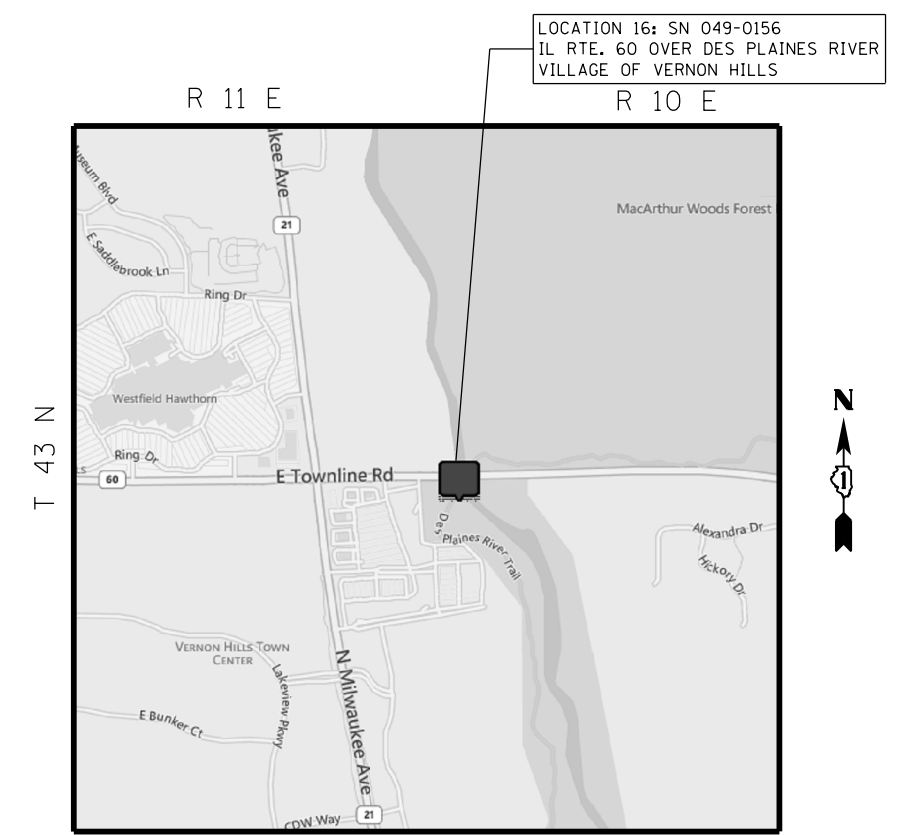 LOCATION 16: SN 049-0156
IL RTE. 60 OVER DES PLAINES RIVER
VILLAGE OF VERNON HILLS
R 11 E
R 10 E
T 43 N
N
1
Ave
21
Blvd
E Saddlebrook Ln
Ring Dr
MacArthur Woods Forest
Westfield Hawthorn
Ring Dr
60
E Townline Rd
Des Plaines River Trail
Alexandra Dr
Hickory Dr
VERNON HILLS TOWN
CENTER
Lakeview Pkwy
N Milwaukee Ave
E Bunker Ct
CDW Way
21